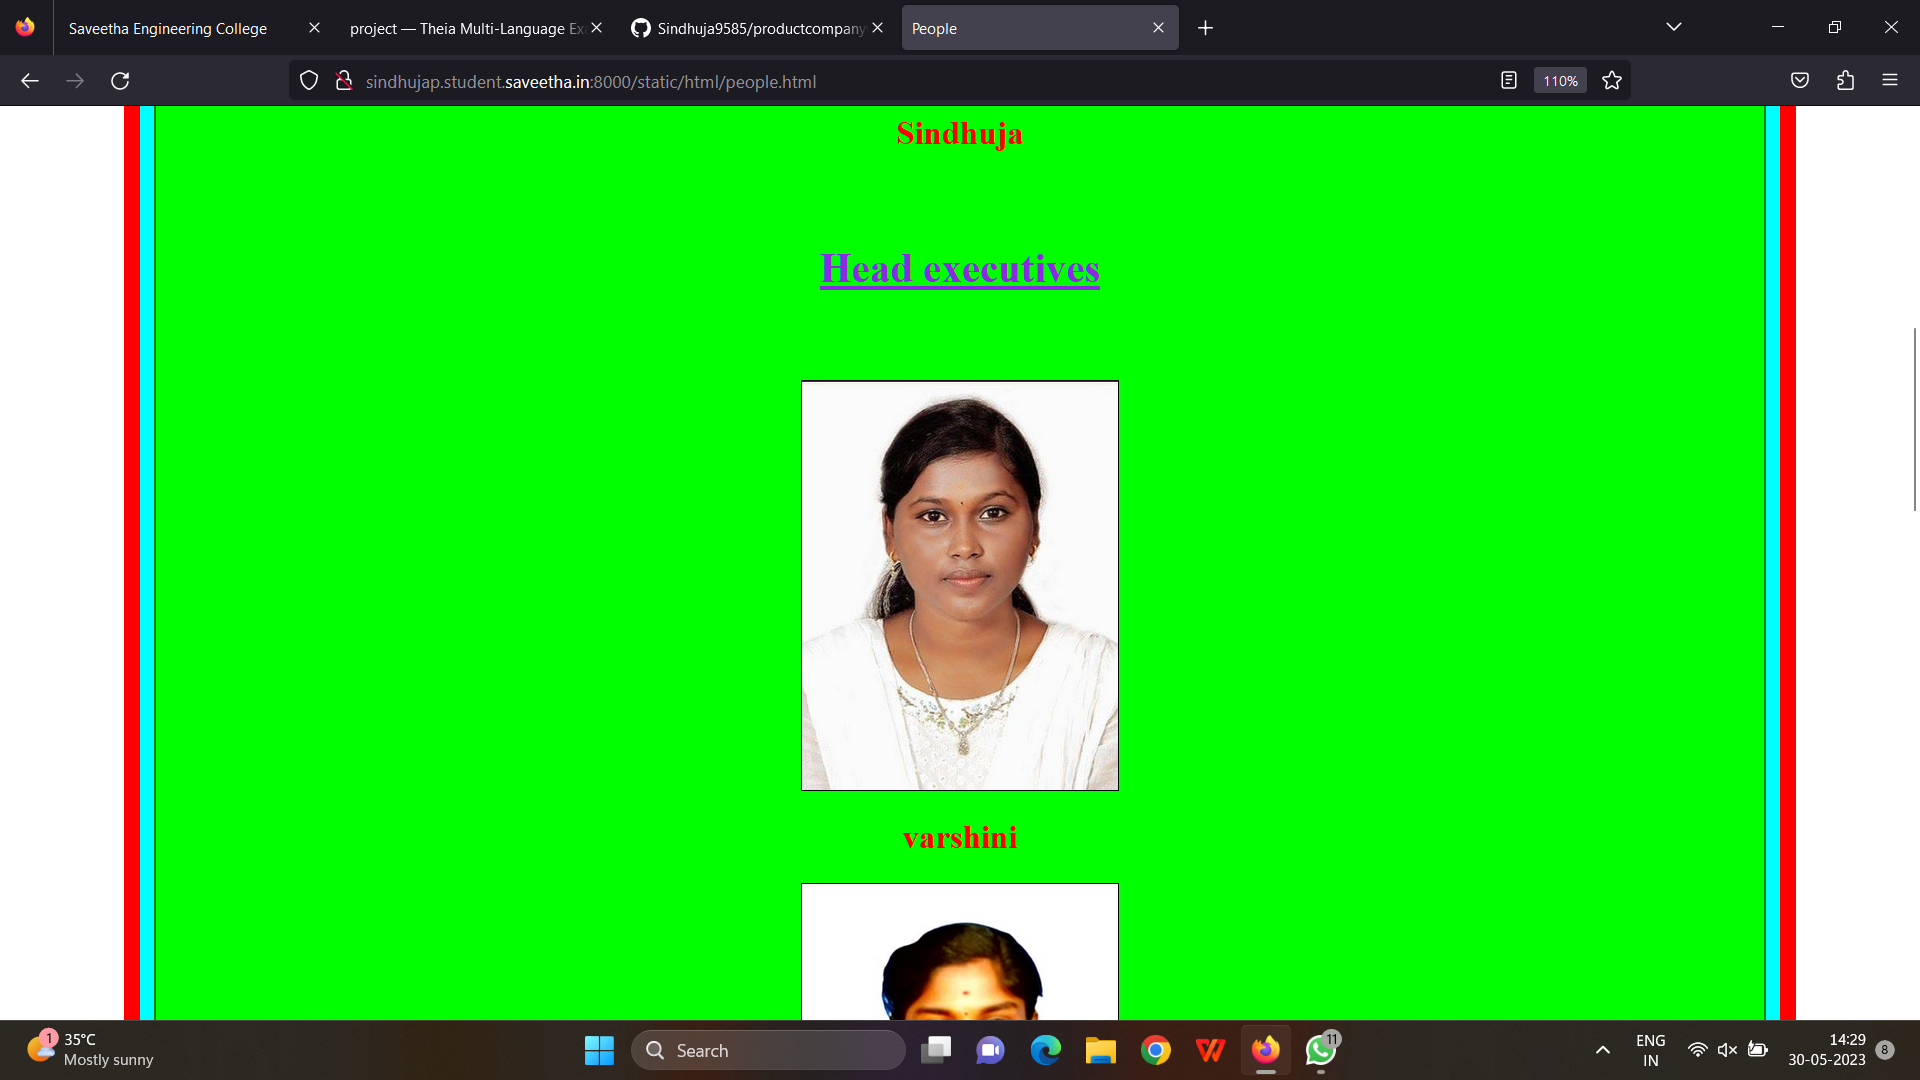 Saveetha Engineering College
project — Theia Multi-Language Ex
Sindhuja9585/productcompany
People
sindhujap.student.saveetha.in:8000/static/html/people.html
110%
Sindhuja
Head executives
varshini
1
35°C
Mostly sunny
Search
11
ENG
IN
14:29
30-05-2023
8